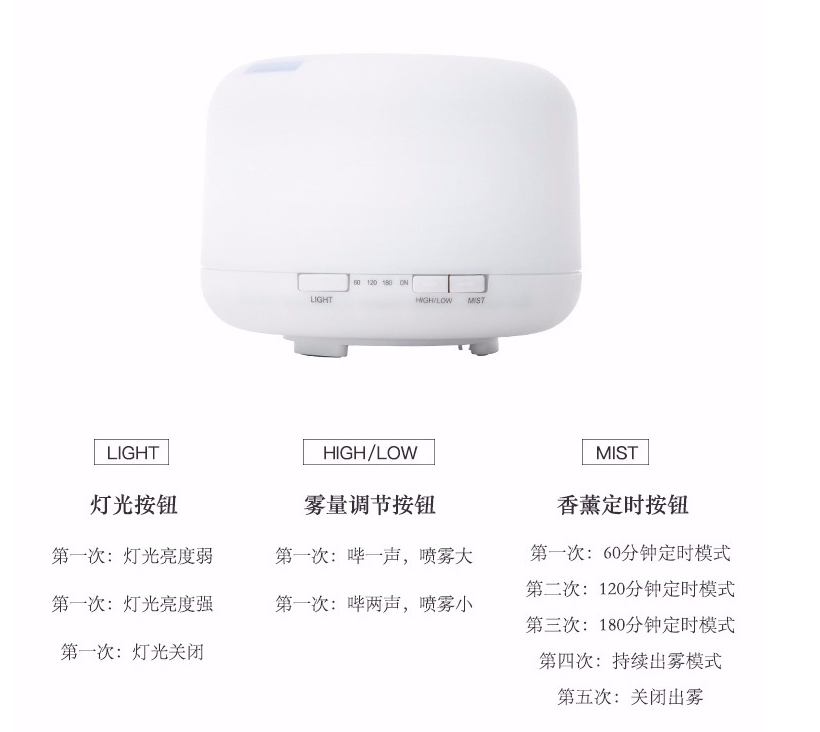 LIGHT
60 120 180 ON
HIGH/LOW
MIST
LIGHT
灯光按钮
第一次：灯光亮度弱
第一次：灯光亮度强
第一次：灯光关闭
HIGH/LOW
雾量调节按钮
第一次：哔一声，喷雾大
第一次：哔两声，喷雾小
MIST
香薰定时按钮
第一次：60分钟定时模式
第二次：120分钟定时模式
第三次：180分钟定时模式
第四次：持续出雾模式
第五次：关闭出雾